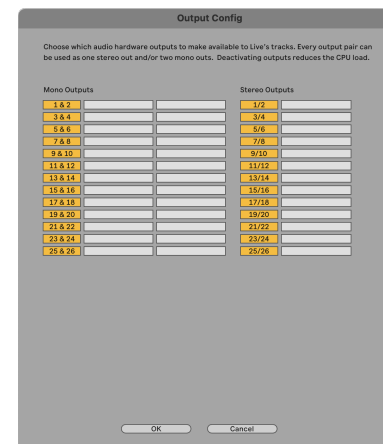 Output Config
Choose which audio hardware outputs to make available to Live's tracks. Every output pair can
be used as one stereo out and/or two mono outs. Deactivating outputs reduces the CPU load.
Mono Outputs Stereo Outputs
1 & 2 1/2
3 & 4 3/4
5 & 6 5/6
7 & 8 7/8
9 & 10 9/10
11 & 12 11/12
13 & 14 13/14
15 & 16 15/16
17 & 18 17/18
19 & 20 19/20
21 & 22 21/22
23 & 24 23/24
25 & 26 25/26
OK Cancel